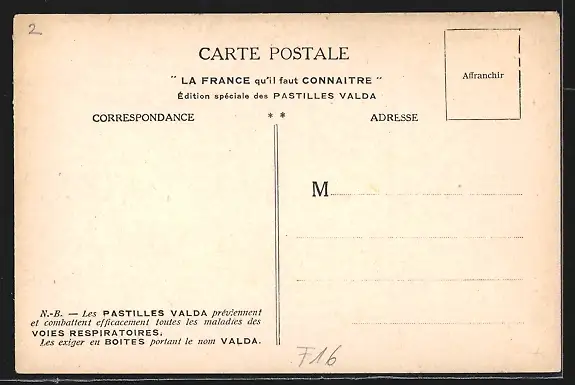 2
CARTE POSTALE
" LA FRANCE qu'il faut CONNAITRE "
Édition spéciale des PASTILLES VALDA
Affranchir
CORRESPONDANCE
* *
ADRESSE
M
N.-B. — Les PASTILLES VALDA préviennent
et combattent efficacement toutes les maladies des
VOIES RESPIRATOIRES.
Les exiger en BOITES portant le nom VALDA.
F16